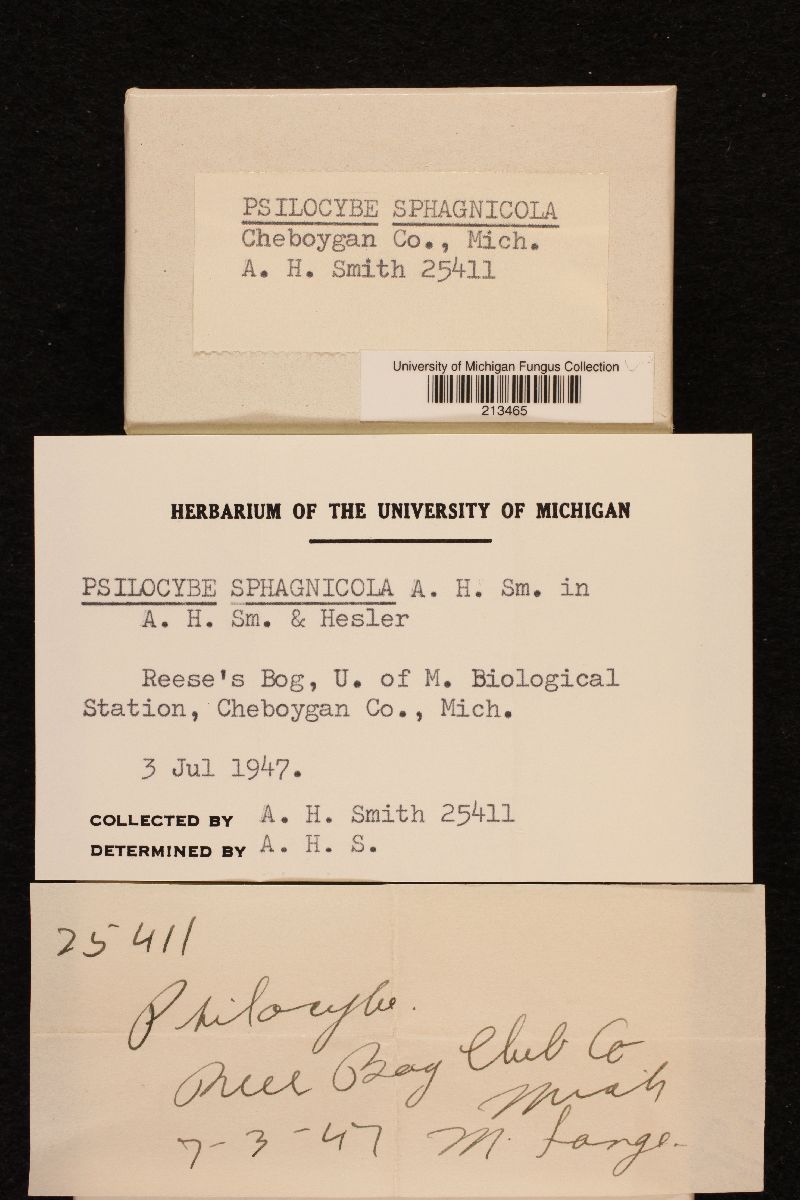 PSILOCYBE SPHAGNICOLA
Cheboygan Co., Mich.
A. H. Smith 25411
University of Michigan Fungus Collection
213465
HERBARIUM OF THE UNIVERSITY OF MICHIGAN
PSILOCYBE SPHAGNICOLA A. H. Sm. in
A. H. Sm. & Hesler
Reese's Bog, U. of M. Biological
Station, Cheboygan Co., Mich.
3 Jul 1947.
COLLECTED BY A. H. Smith 25411
DETERMINED BY A. H. S.
25411
Bog Co
Mich
7-3-47 M. Lange.